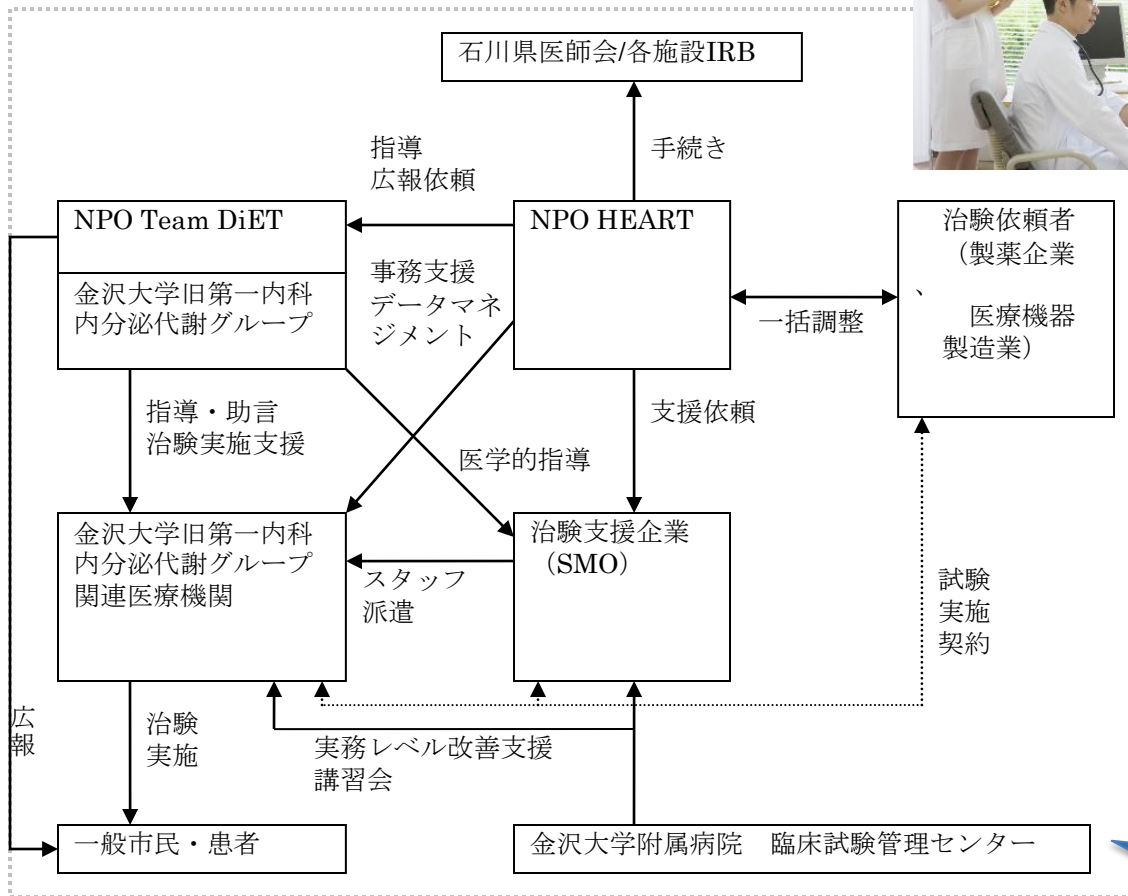 石川県医師会/各施設IRB
手続き
指導
広報依頼
NPO Team DiET
金沢大学旧第一内科
内分泌代謝グループ
NPO HEART
治験依頼者
（製薬企業
、
医療機器
製造業）
事務支援
データマネ
ジメント
一括調整
指導・助言
治験実施支援
医学的指導
支援依頼
金沢大学旧第一内科
内分泌代謝グループ
関連医療機関
スタッフ
派遣
治験支援企業
（SMO）
試験
実施
契約
広
報
治験
実施
実務レベル改善支援
講習会
一般市民・患者
金沢大学附属病院　臨床試験管理センター